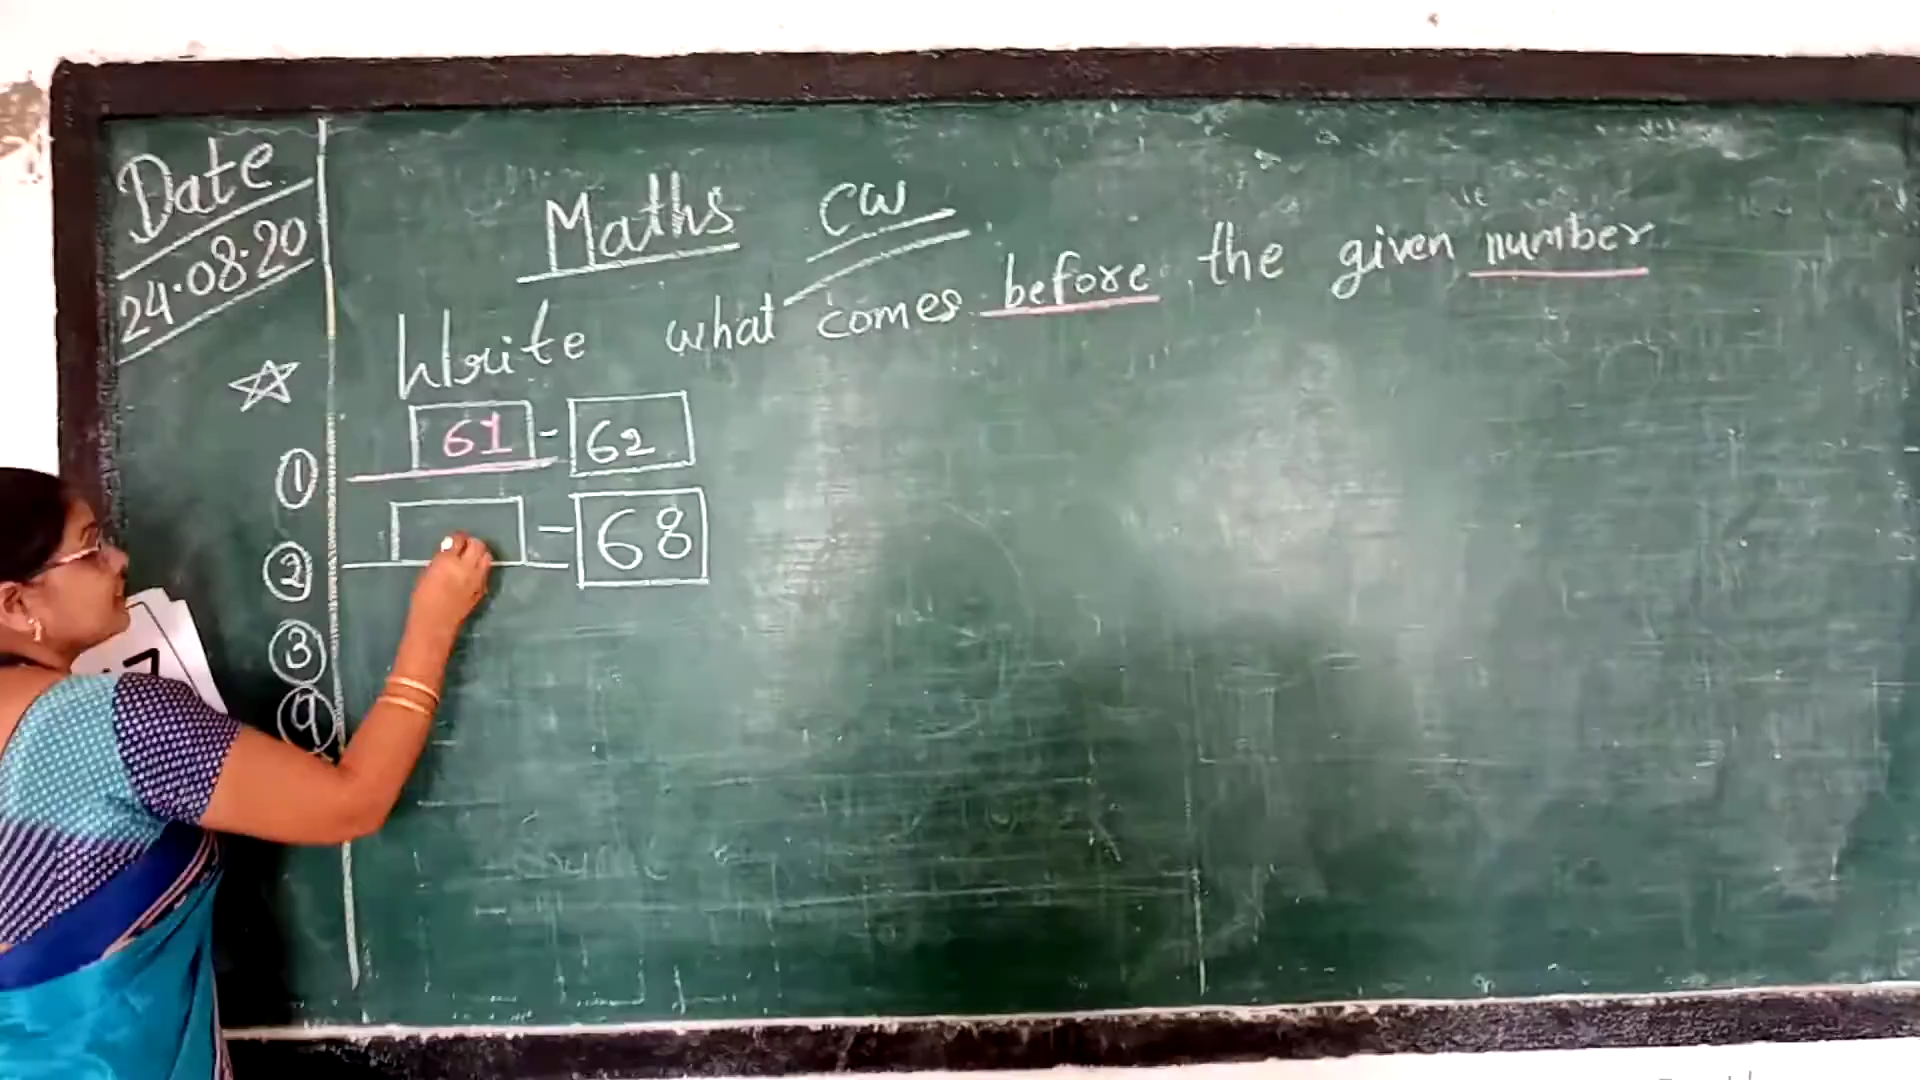 Date
24.08.20
Maths CW
Write what comes before the given number
① 61 - 62
② - 68
③
④
7